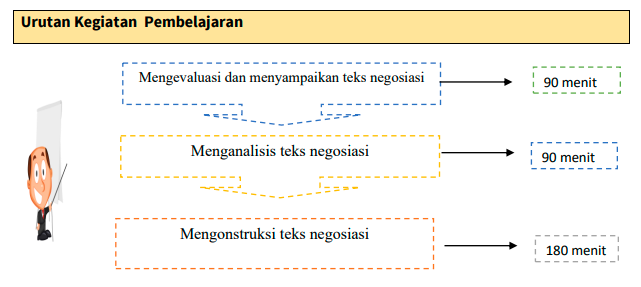 Urutan Kegiatan Pembelajaran
Mengevaluasi dan menyampaikan teks negosiasi
90 menit
Menganalisis teks negosiasi
90 menit
Mengonstruksi teks negosiasi
180 menit